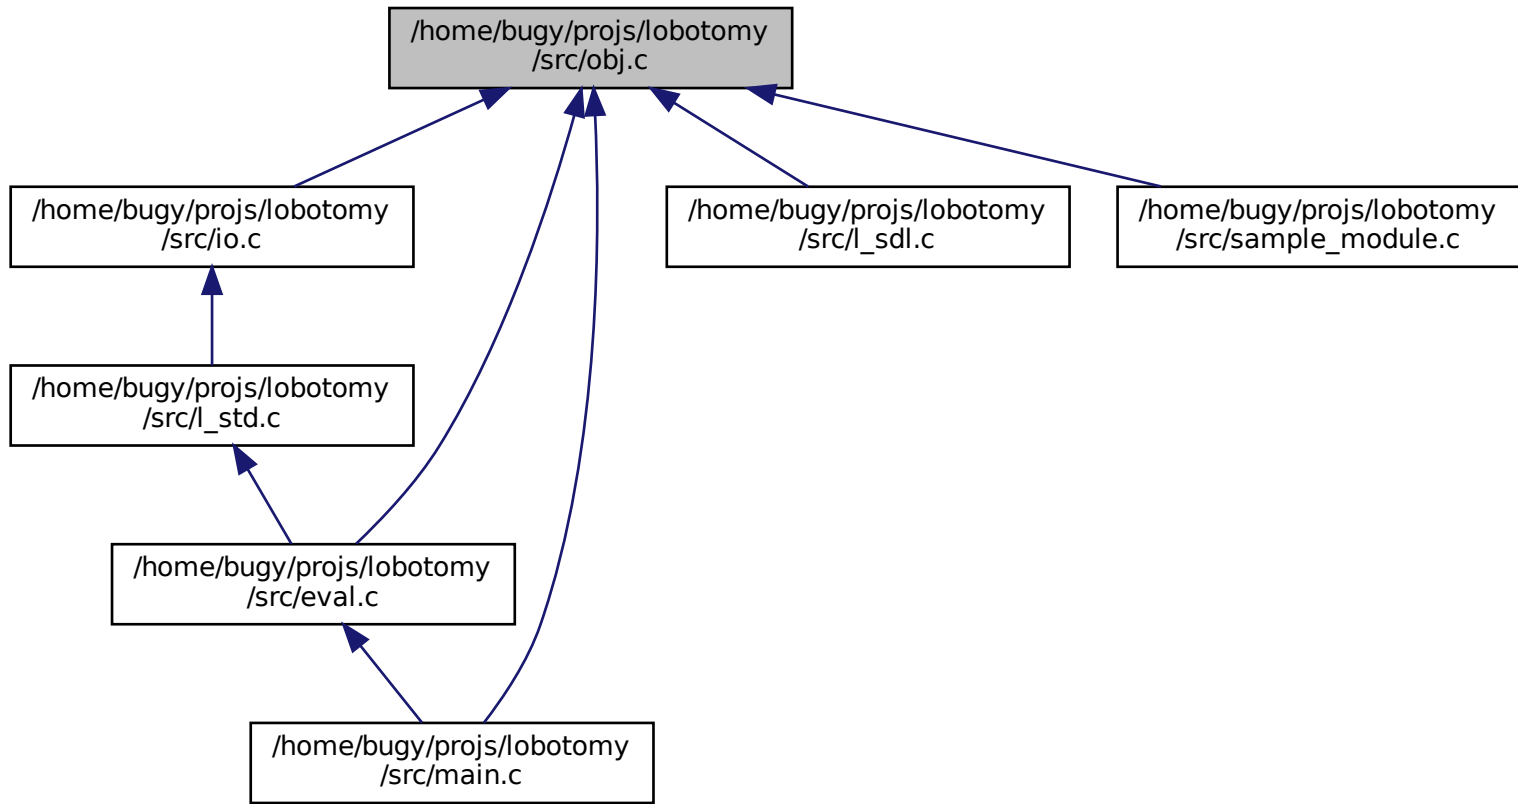 /home/bugy/projs/lobotomy
/src/obj.c
/home/bugy/projs/lobotomy
/src/io.c
/home/bugy/projs/lobotomy
/src/l_sdl.c
/home/bugy/projs/lobotomy
/src/sample_module.c
/home/bugy/projs/lobotomy
/src/l_std.c
/home/bugy/projs/lobotomy
/src/eval.c
/home/bugy/projs/lobotomy
/src/main.c